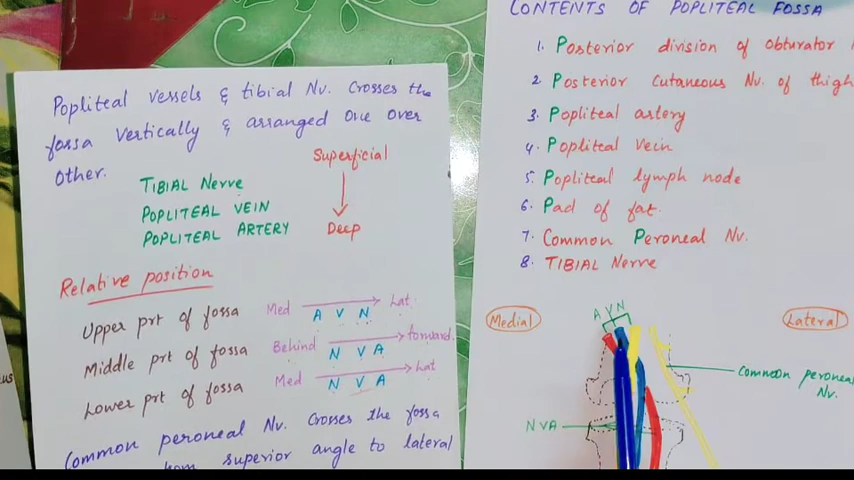 Popliteal vessels & tibial Nv. Crosses the
fossa vertically & arranged one over
other.
Superficial
TIBIAL Nerve
POPLITEAL VEIN
POPLITEAL ARTERY
Deep
Relative position
Upper prt of fossa Med Lat
A V N
Middle prt of fossa Behind forward
N V A
Lower prt of fossa Med Lat
N V A
Common peroneal Nv. Crosses the fossa
from superior angle to lateral
CONTENTS OF POPLITEAL FOSSA
1. Posterior division of obturator
2 Posterior cutaneous Nv. of thigh
3. Popliteal artery
4. Popliteal vein
5. Popliteal lymph node
6. Pad of fat.
7. Common Peroneal Nv.
8. TIBIAL Nerve
A V N
Medial
Lateral
Common peroneal
Nv.
N V A